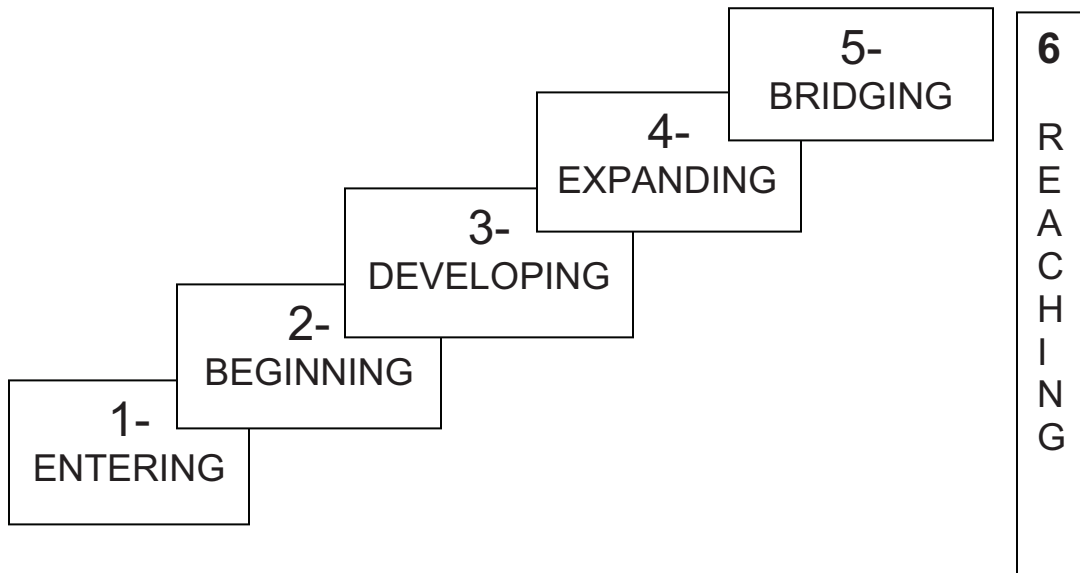 1-
ENTERING
2-
BEGINNING
3-
DEVELOPING
4-
EXPANDING
5-
BRIDGING
6
R
E
A
C
H
I
N
G